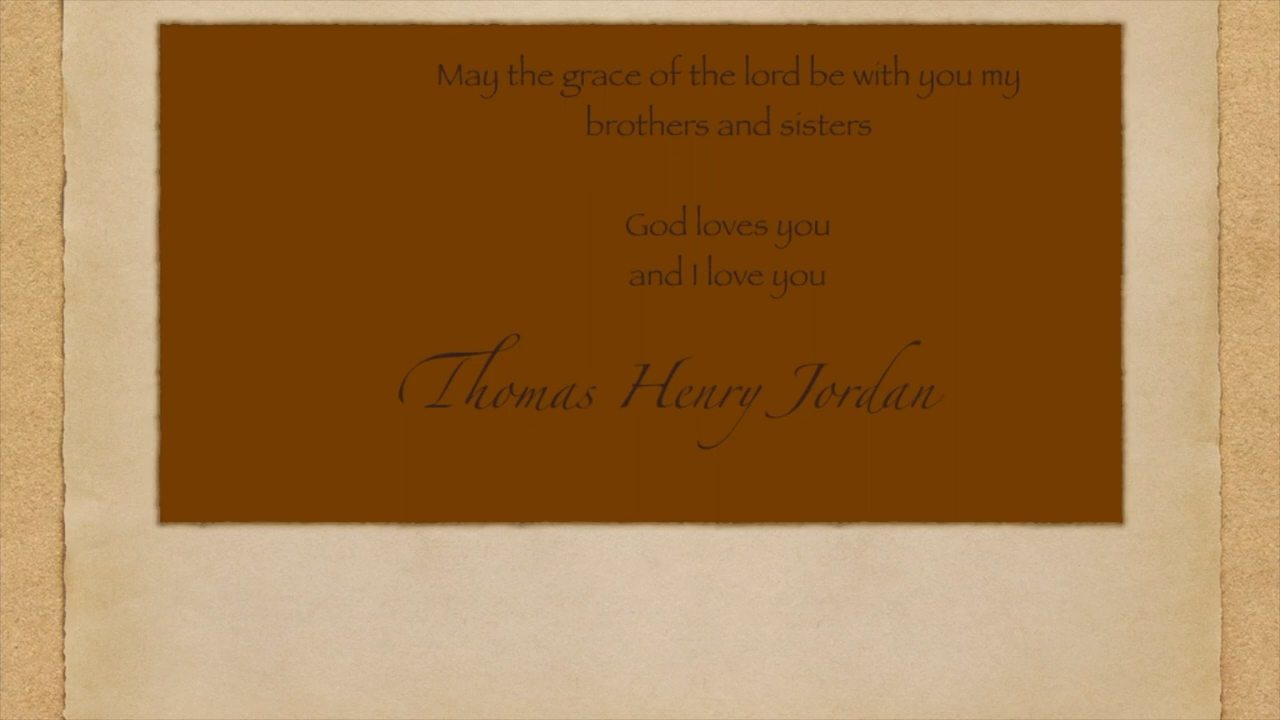 May the grace of the lord be with you my
brothers and sisters
God loves you
and I love you
Thomas Henry Jordan